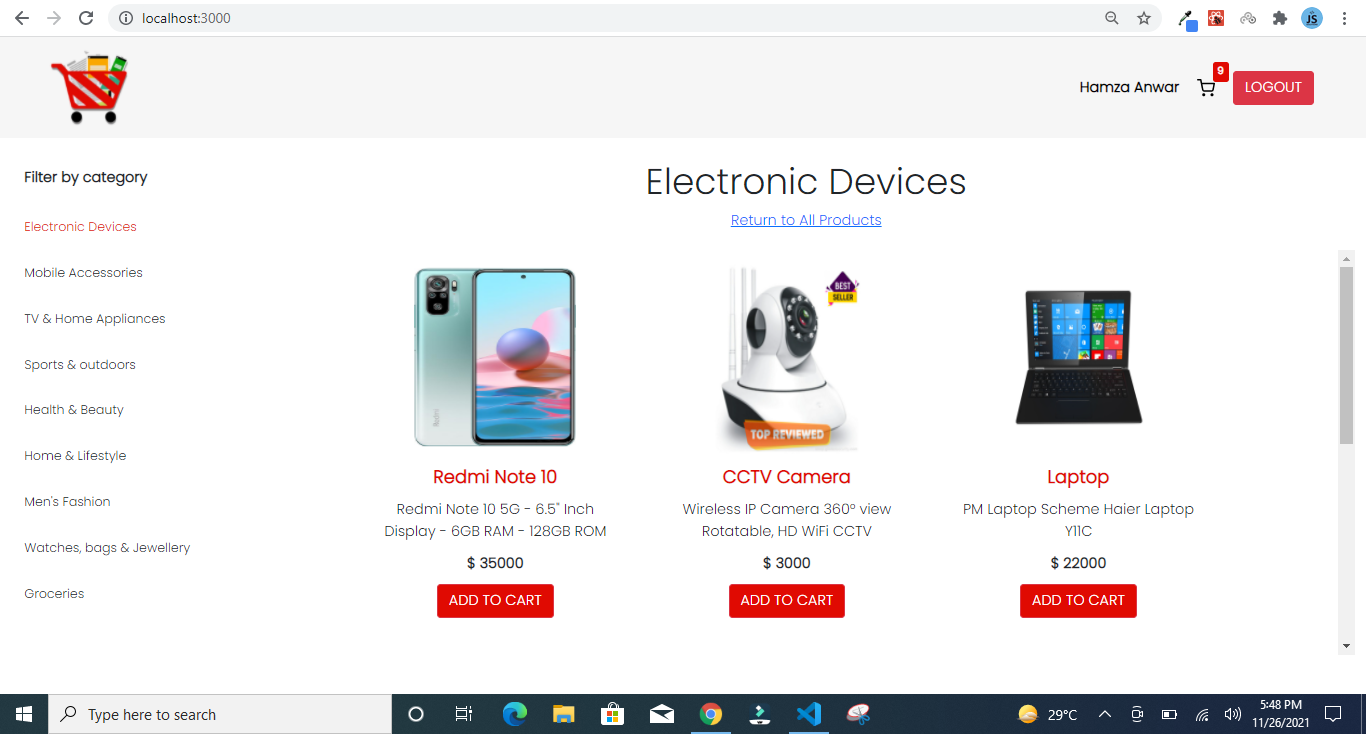 localhost:3000
JS
Hamza Anwar
9
LOGOUT
Filter by category
Electronic Devices
Mobile Accessories
TV & Home Appliances
Sports & outdoors
Health & Beauty
Home & Lifestyle
Men's Fashion
Watches, bags & Jewellery
Groceries
Electronic Devices
Return to All Products
Redmi
Redmi Note 10
Redmi Note 10 5G - 6.5" Inch
Display - 6GB RAM - 128GB ROM
$ 35000
ADD TO CART
BEST
SELLER
TOP REVIEWED
CCTV Camera
Wireless IP Camera 360° view
Rotatable, HD WiFi CCTV
$ 3000
ADD TO CART
Laptop
PM Laptop Scheme Haier Laptop
Y11C
$ 22000
ADD TO CART
Type here to search
29°C
5:48 PM
11/26/2021